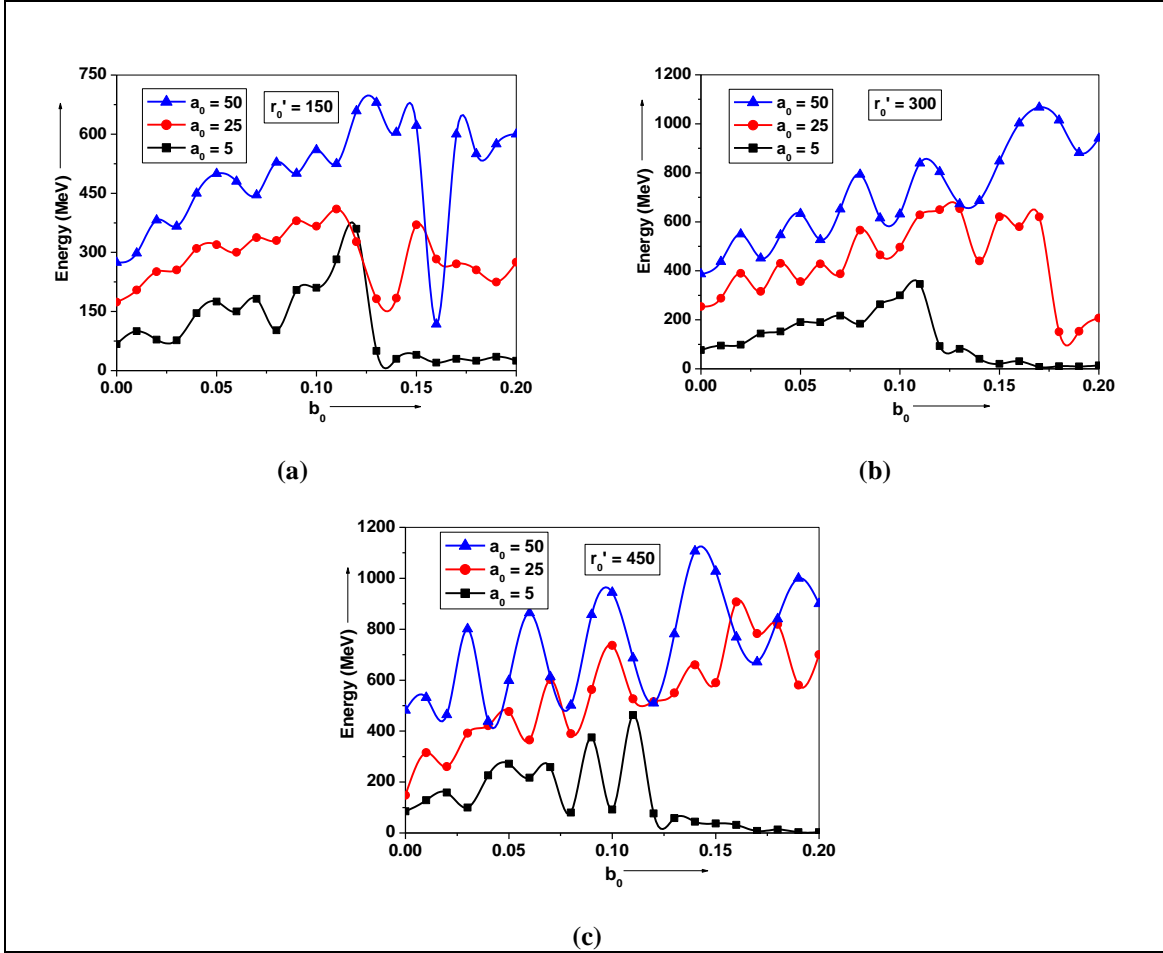 750
600
450
300
150
0
Energy (MeV)
a₀ = 50
a₀ = 25
a₀ = 5
r₀' = 150
0.00 0.05 0.10 0.15 0.20
b₀
(a)
1200
1000
800
600
400
200
0
Energy (MeV)
a₀ = 50
a₀ = 25
a₀ = 5
r₀' = 300
0.00 0.05 0.10 0.15 0.20
b₀
(b)
1200
1000
800
600
400
200
0
Energy (MeV)
a₀ = 50
a₀ = 25
a₀ = 5
r₀' = 450
0.00 0.05 0.10 0.15 0.20
b₀
(c)